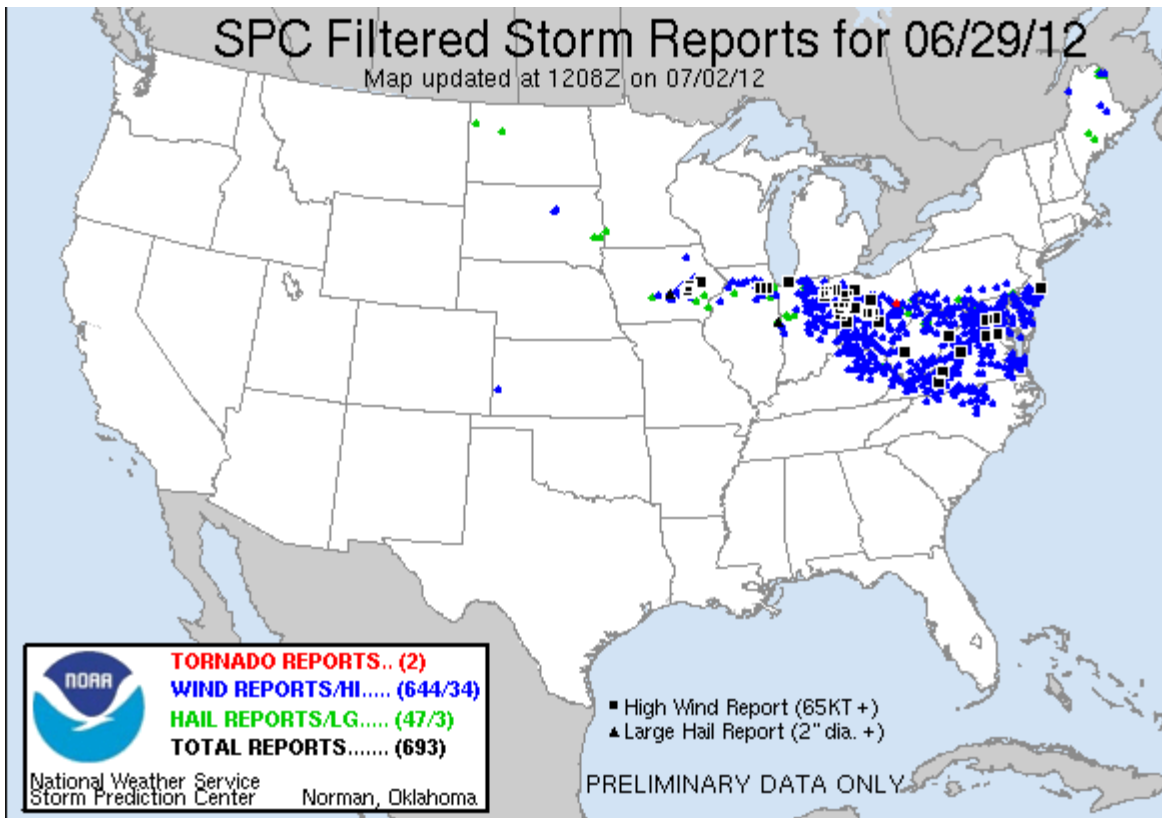 SPC Filtered Storm Reports for 06/29/12
Map updated at 1208Z on 07/02/12
NOAA
TORNADO REPORTS.. (2)
WIND REPORTS/HI..... (644/34)
HAIL REPORTS/LG..... (47/3)
TOTAL REPORTS....... (693)
National Weather Service
Storm Prediction Center Norman, Oklahoma
High Wind Report (65KT +)
Large Hail Report (2" dia. +)
PRELIMINARY DATA ONLY